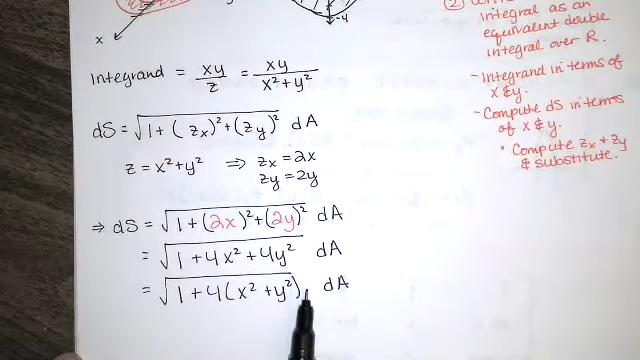 -4
x
Integrand = xy/z = xy/x²+y²
dS = √1+(zx)²+(zy)² dA
z = x²+y² ⇒ zx = 2x
zy = 2y
⇒ dS = √1+(2x)²+(2y)² dA
= √1+4x²+4y² dA
= √1+4(x²+y²) dA
②
integral as an
equivalent double
integral over R.
- Integrand in terms of
x & y.
- Compute dS in terms
of x & y.
• Compute zx + zy
& substitute.